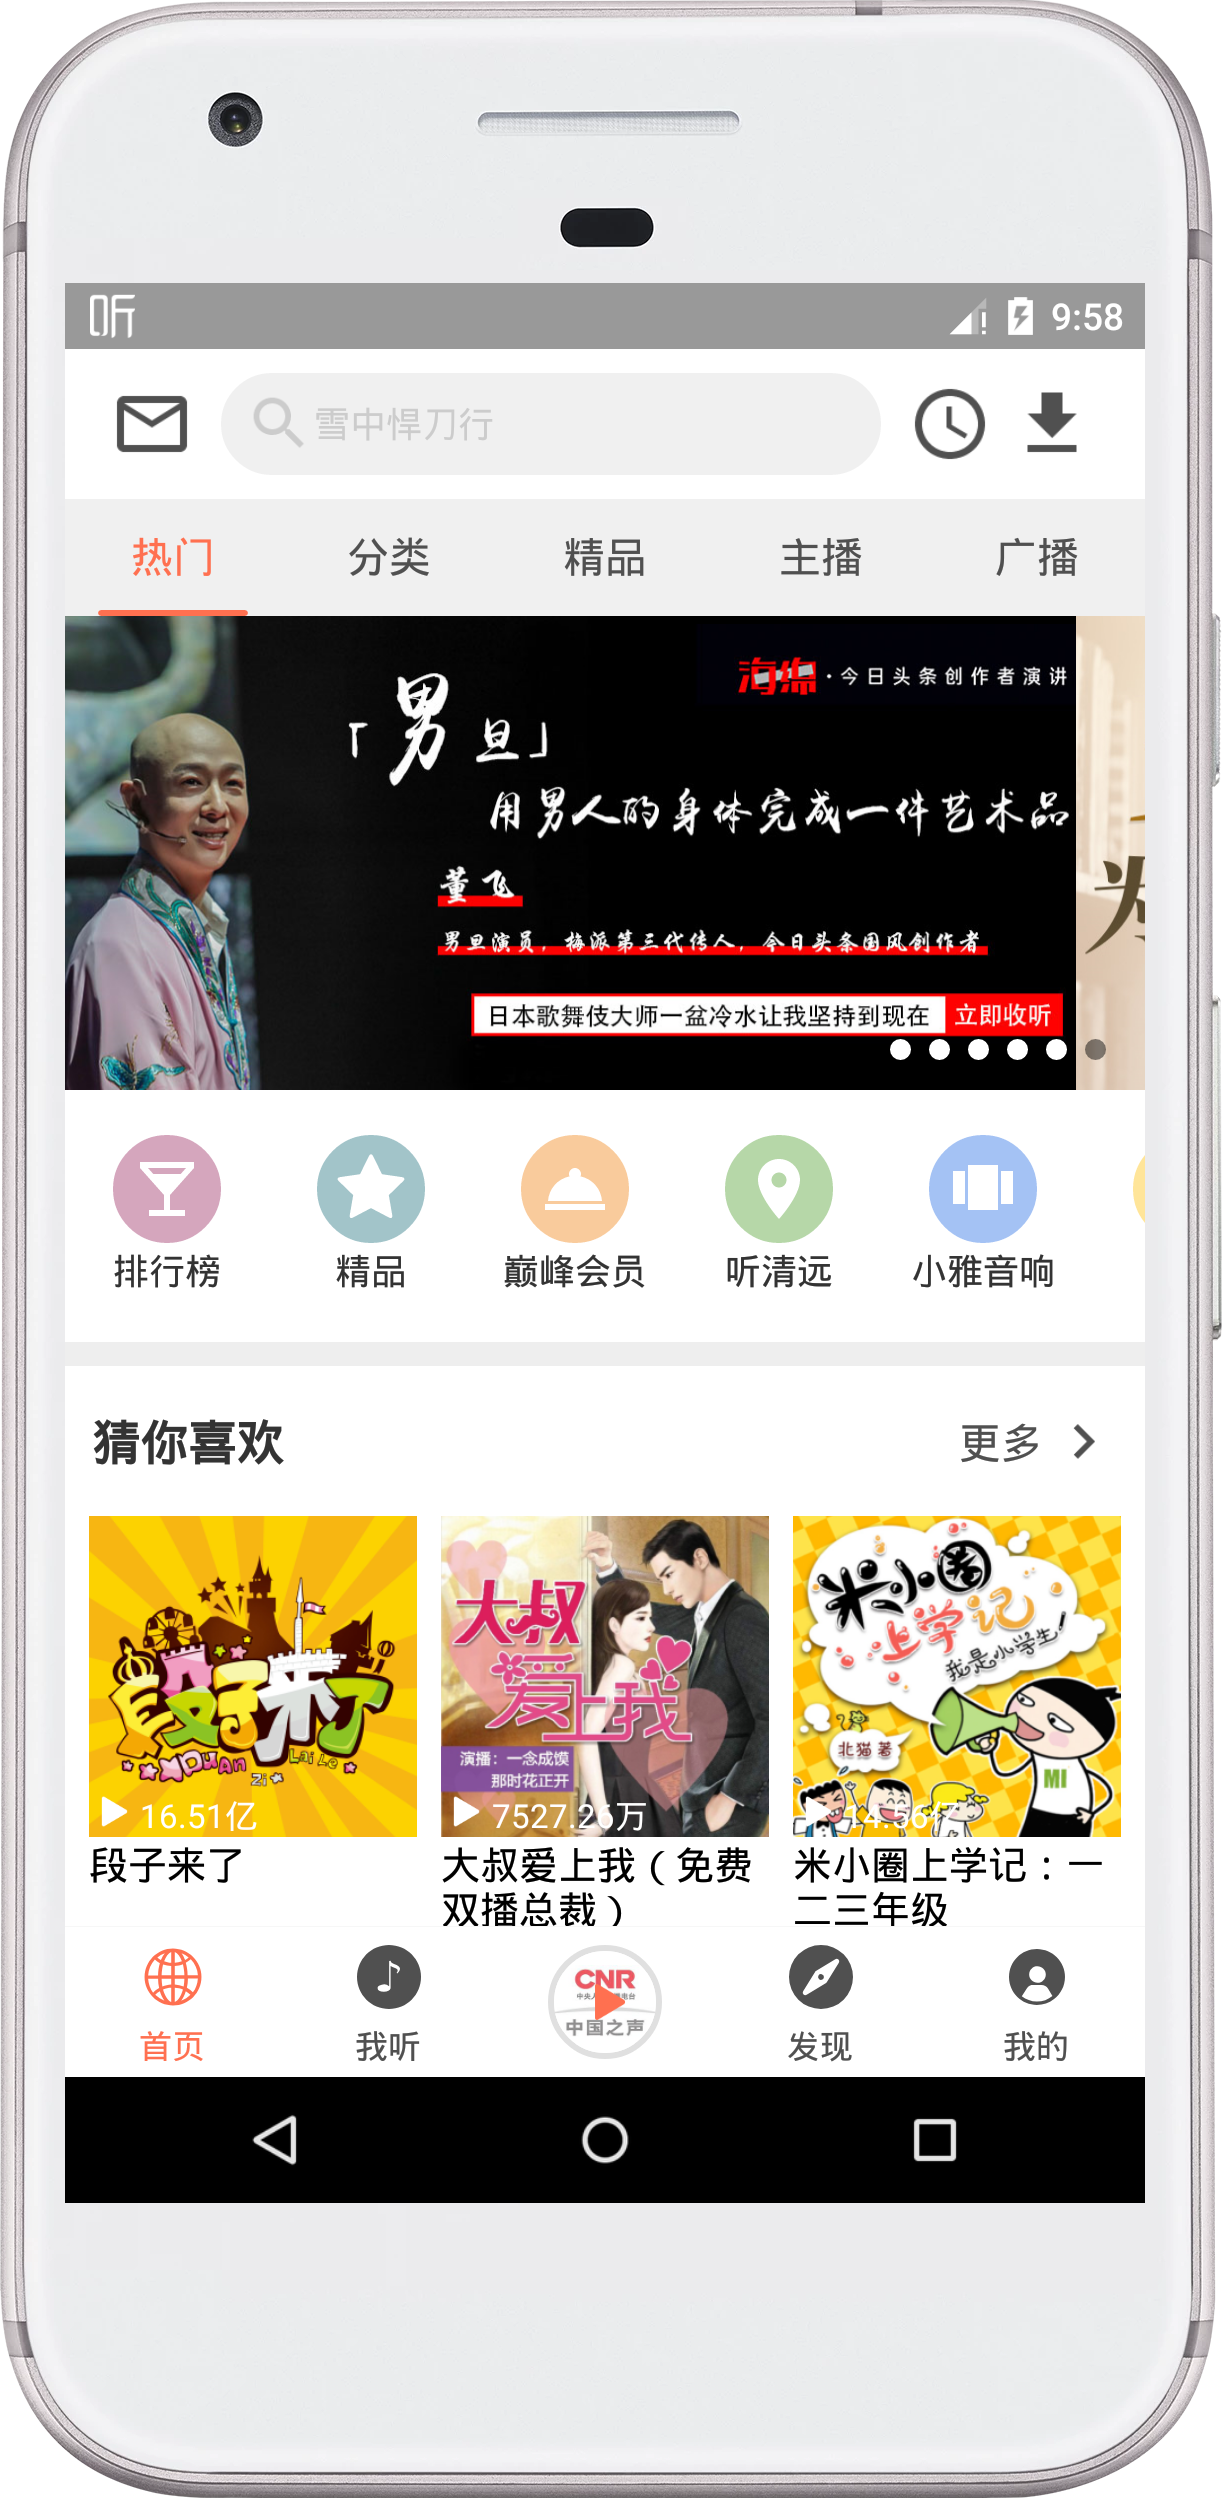 听
9:58
雪中悍刀行
热门 分类 精品 主播 广播
海绵·今日头条创作者演讲
「男旦」
用男人的身体完成一件艺术品
董飞
男旦演员，梅派第三代传人，今日头条国风创作者
日本歌舞伎大师一盆冷水让我坚持到现在 立即收听
排行榜 精品 巅峰会员 听清远 小雅音响
猜你喜欢 更多
段子来了
DUAN
Zi
Lai Le
16.51亿
大叔
爱上我
演播：一念成馍
那时花正开
7527.26万
米小圈
上学记
我是小学生！
北猫 著
MI
14.56亿
段子来了
大叔爱上我（免费
双播总裁）
米小圈上学记：一
二三年级
CNR
中国之声
首页 我听 发现 我的